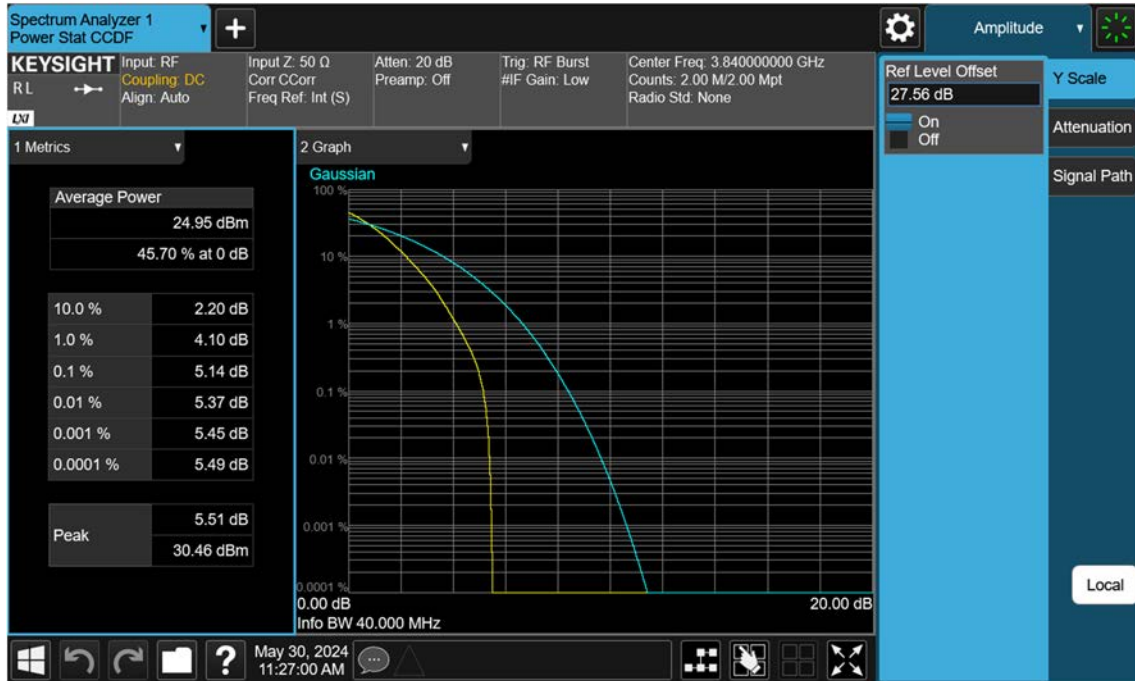 Spectrum Analyzer 1
Power Stat CCDF
+
Amplitude
KEYSIGHT
R L
LXI
Input: RF
Coupling: DC
Align: Auto
Input Z: 50 Ω
Corr CCorr
Freq Ref: Int (S)
Atten: 20 dB
Preamp: Off
Trig: RF Burst
#IF Gain: Low
Center Freq: 3.840000000 GHz
Counts: 2.00 M/2.00 Mpt
Radio Std: None
Ref Level Offset
27.56 dB
On
Off
Y Scale
Attenuation
Signal Path
Local
1 Metrics
Average Power
24.95 dBm
45.70 % at 0 dB
10.0 % 2.20 dB
1.0 % 4.10 dB
0.1 % 5.14 dB
0.01 % 5.37 dB
0.001 % 5.45 dB
0.0001 % 5.49 dB
Peak 5.51 dB
30.46 dBm
2 Graph
Gaussian
100 %
10 %
1 %
0.1 %
0.01 %
0.001 %
0.0001 %
0.00 dB 20.00 dB
Info BW 40.000 MHz
?
May 30, 2024
11:27:00 AM